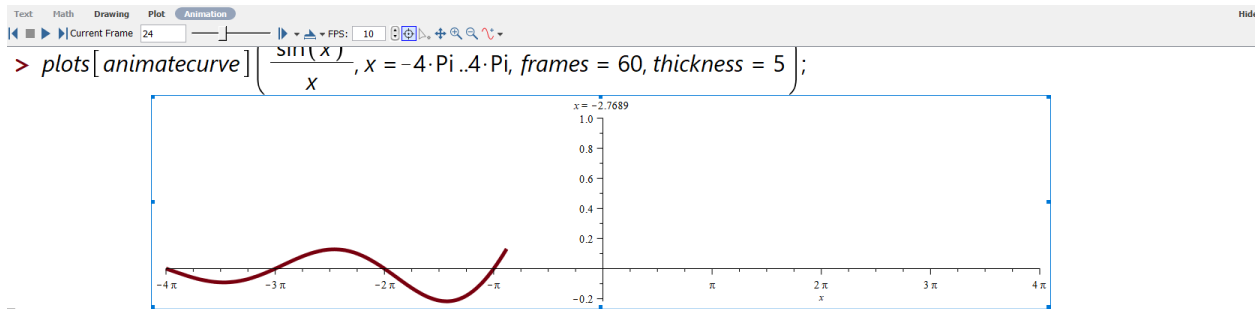 Text Math Drawing Plot Animation Hide
Current Frame 24 FPS: 10
> plots[animatecurve](sin(x)/x, x = -4·Pi ..4·Pi, frames = 60, thickness = 5);
x = -2.7689
1.0
0.8
0.6
0.4
0.2
-4 π -3 π -2 π -π π 2 π 3 π 4 π
x
-0.2